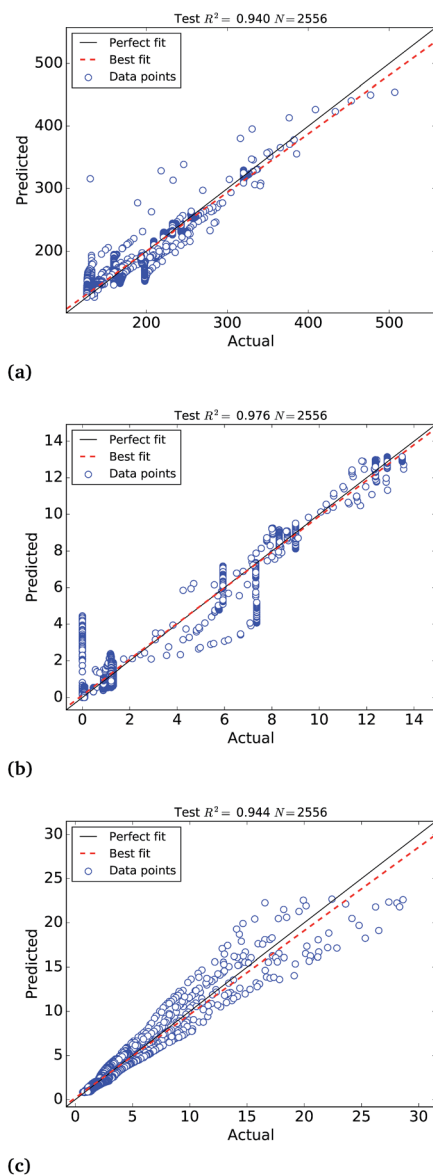 Test R² = 0.940 N=2556
Perfect fit
Best fit
Data points
500
400
300
200
Predicted
200 300 400 500
Actual
(a)
Test R² = 0.976 N=2556
Perfect fit
Best fit
Data points
14
12
10
8
6
4
2
0
Predicted
0 2 4 6 8 10 12 14
Actual
(b)
Test R² = 0.944 N=2556
Perfect fit
Best fit
Data points
30
25
20
15
10
5
0
Predicted
0 5 10 15 20 25 30
Actual
(c)